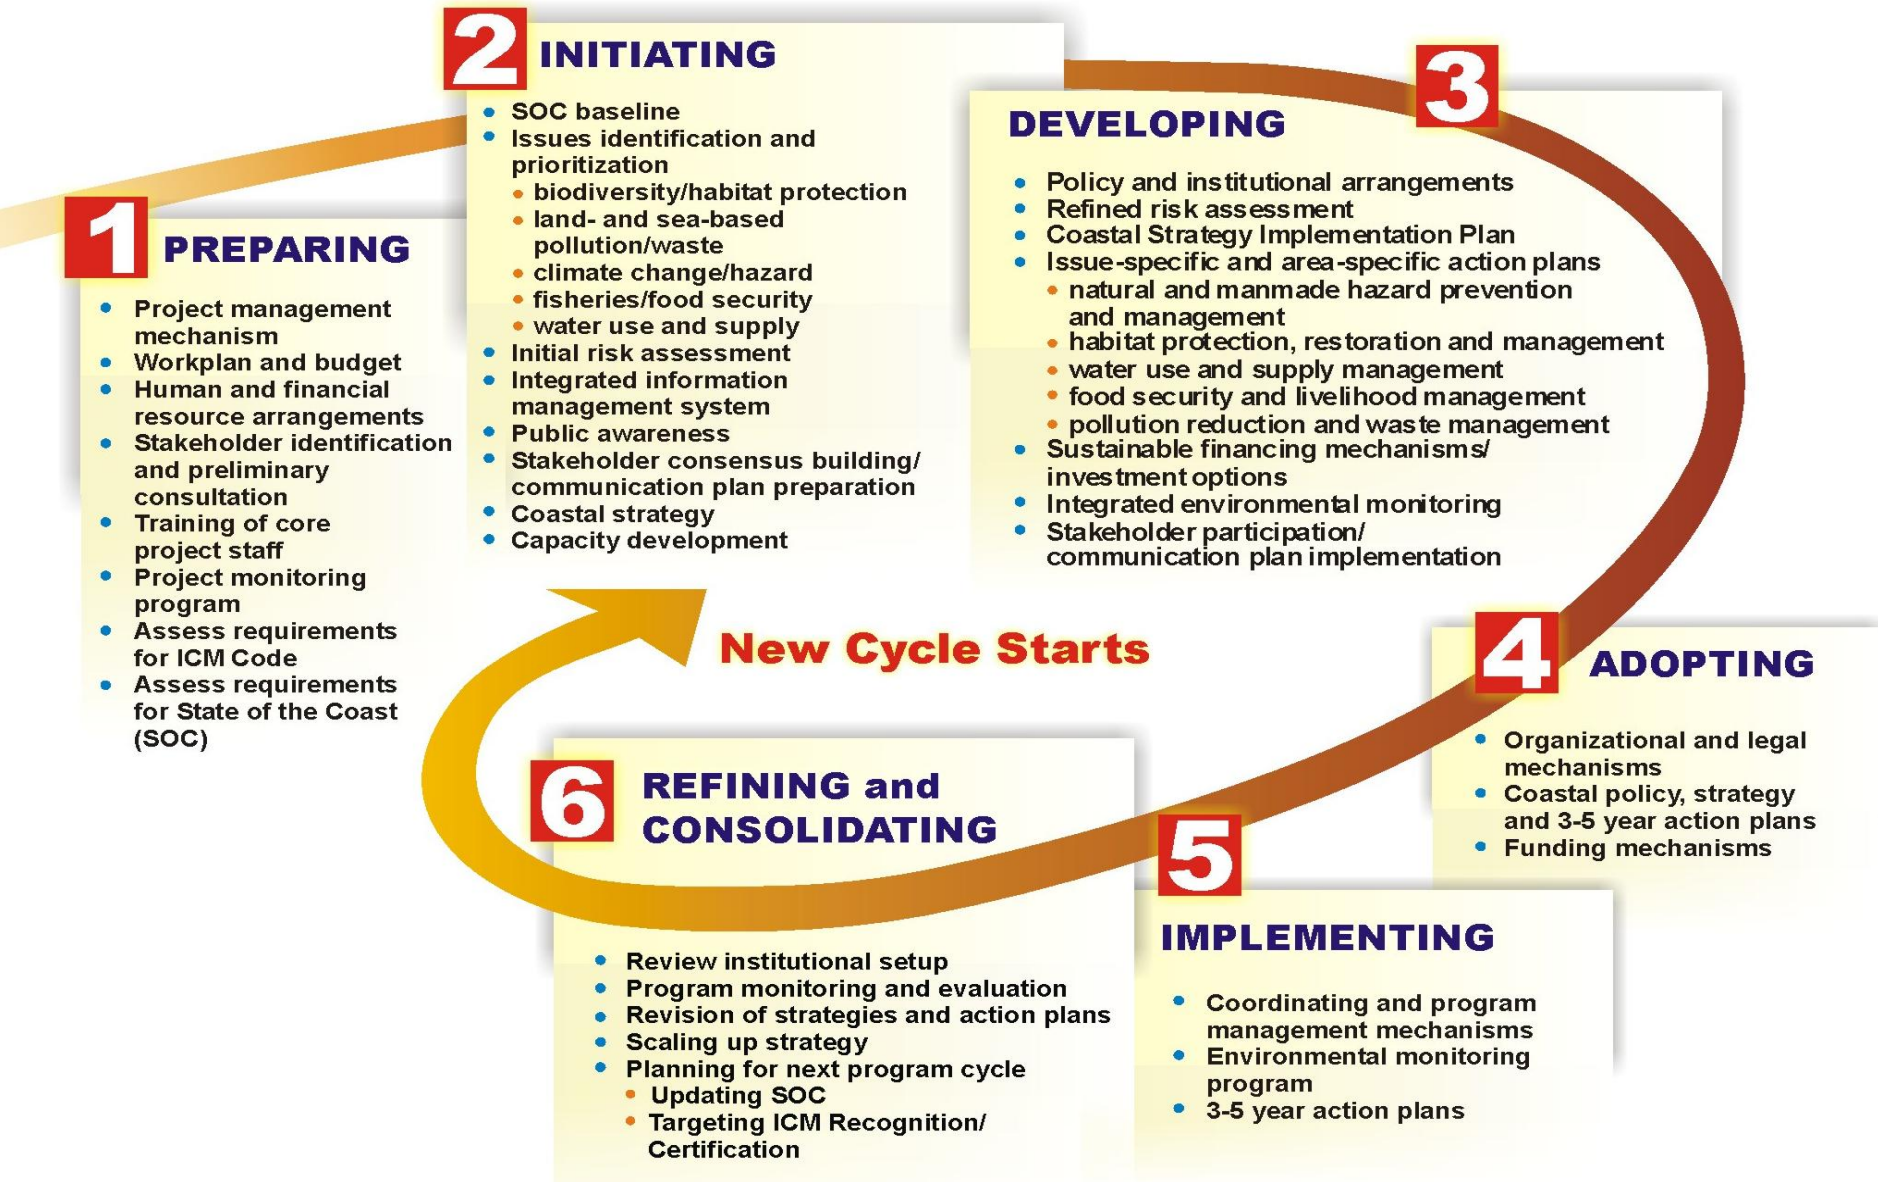 1
PREPARING
Project management
mechanism
Workplan and budget
Human and financial
resource arrangements
Stakeholder identification
and preliminary
consultation
Training of core
project staff
Project monitoring
program
Assess requirements
for ICM Code
Assess requirements
for State of the Coast
(SOC)
2
INITIATING
SOC baseline
Issues identification and
prioritization
biodiversity/habitat protection
land- and sea-based
pollution/waste
climate change/hazard
fisheries/food security
water use and supply
Initial risk assessment
Integrated information
management system
Public awareness
Stakeholder consensus building/
communication plan preparation
Coastal strategy
Capacity development
3
DEVELOPING
Policy and institutional arrangements
Refined risk assessment
Coastal Strategy Implementation Plan
Issue-specific and area-specific action plans
natural and manmade hazard prevention
and management
habitat protection, restoration and management
water use and supply management
food security and livelihood management
pollution reduction and waste management
Sustainable financing mechanisms/
investment options
Integrated environmental monitoring
Stakeholder participation/
communication plan implementation
4
ADOPTING
Organizational and legal
mechanisms
Coastal policy, strategy
and 3-5 year action plans
Funding mechanisms
5
IMPLEMENTING
Coordinating and program
management mechanisms
Environmental monitoring
program
3-5 year action plans
6
REFINING and
CONSOLIDATING
Review institutional setup
Program monitoring and evaluation
Revision of strategies and action plans
Scaling up strategy
Planning for next program cycle
Updating SOC
Targeting ICM Recognition/
Certification
New Cycle Starts